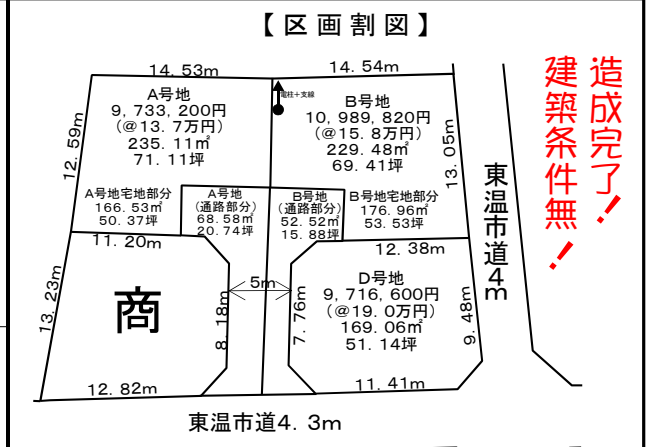 【区画割図】
造成完了!
建築条件無!
14.53m
14.54m
電柱+支線
A号地
9,733,200円
(@13.7万円)
235.11㎡
71.11坪
B号地
10,989,820円
(@15.8万円)
229.48㎡
69.41坪
12.59m
13.05m
A号地宅地部分
166.53㎡
50.37坪
A号地
(通路部分)
68.58㎡
20.74坪
B号地
(通路部分)
52.52㎡
15.88坪
B号地宅地部分
176.96㎡
53.53坪
東温市道4m
11.20m
12.38m
13.23m
商
8.18m
5m
7.76m
D号地
9,716,600円
(@19.0万円)
169.06㎡
51.14坪
9.48m
12.82m
11.41m
東温市道4.3m